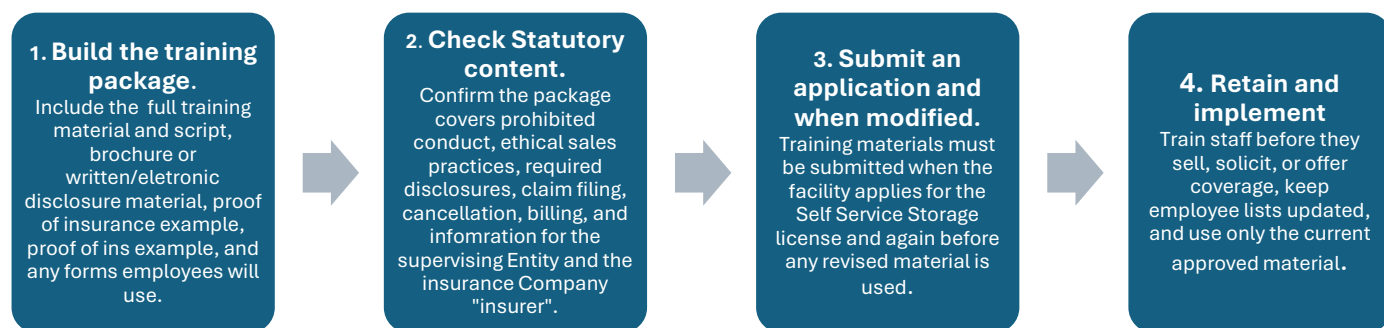 1. Build the training
package.
Include the full training
material and script,
brochure or
written/eletronic
disclosure material, proof
of insurance example,
proof of ins example, and
any forms employees will
use.
2. Check Statutory
content.
Confirm the package
covers prohibited
conduct, ethical sales
practices, required
disclosures, claim filing,
cancellation, billing, and
infomration for the
supervising Entity and the
insurance Company
"insurer".
3. Submit an
application and
when modified.
Training materials must
be submitted when the
facility applies for the
Self Service Storage
license and again before
any revised material is
used.
4. Retain and
implement
Train staff before they
sell, solicit, or offer
coverage, keep
employee lists updated,
and use only the current
approved material.